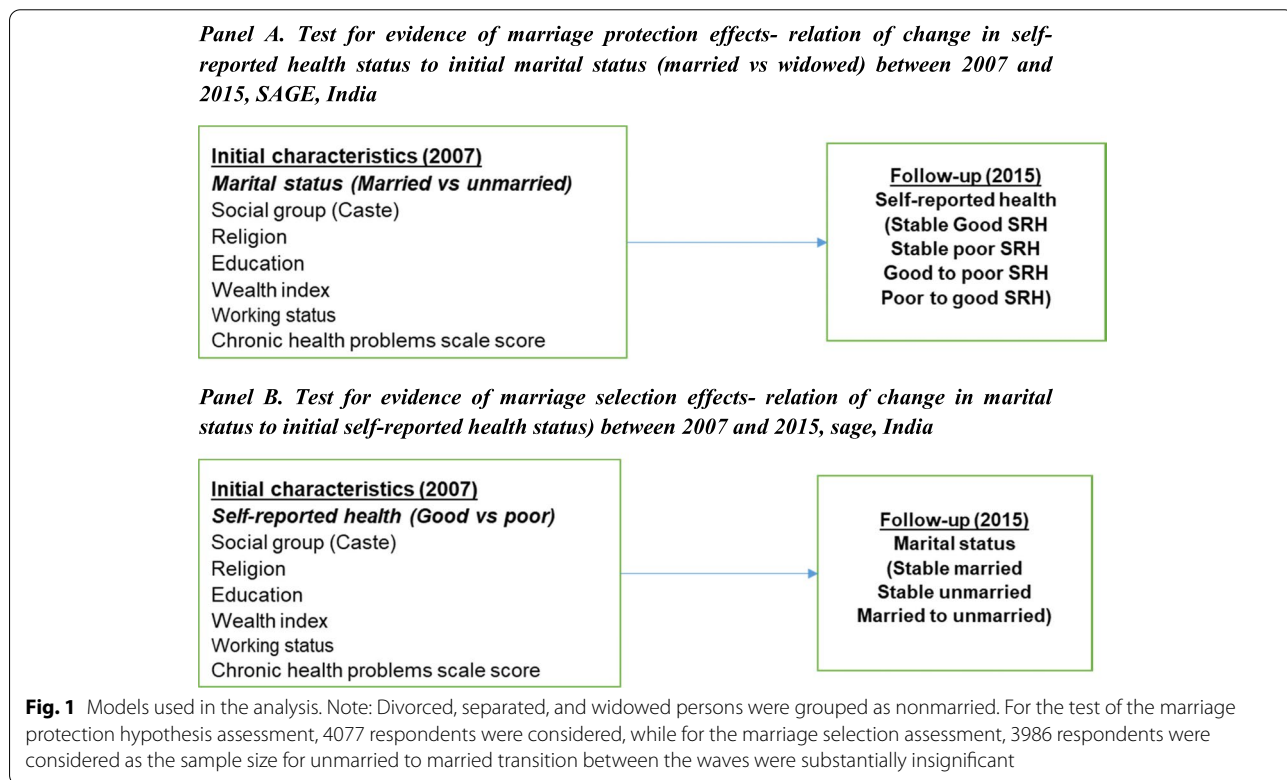 Panel A. Test for evidence of marriage protection effects- relation of change in self-
reported health status to initial marital status (married vs widowed) between 2007 and
2015, SAGE, India
Initial characteristics (2007)
Marital status (Married vs unmarried)
Social group (Caste)
Religion
Education
Wealth index
Working status
Chronic health problems scale score
Follow-up (2015)
Self-reported health
(Stable Good SRH
Stable poor SRH
Good to poor SRH
Poor to good SRH)
Panel B. Test for evidence of marriage selection effects- relation of change in marital
status to initial self-reported health status) between 2007 and 2015, sage, India
Initial characteristics (2007)
Self-reported health (Good vs poor)
Social group (Caste)
Religion
Education
Wealth index
Working status
Chronic health problems scale score
Follow-up (2015)
Marital status
(Stable married
Stable unmarried
Married to unmarried)
Fig. 1 Models used in the analysis. Note: Divorced, separated, and widowed persons were grouped as nonmarried. For the test of the marriage
protection hypothesis assessment, 4077 respondents were considered, while for the marriage selection assessment, 3986 respondents were
considered as the sample size for unmarried to married transition between the waves were substantially insignificant